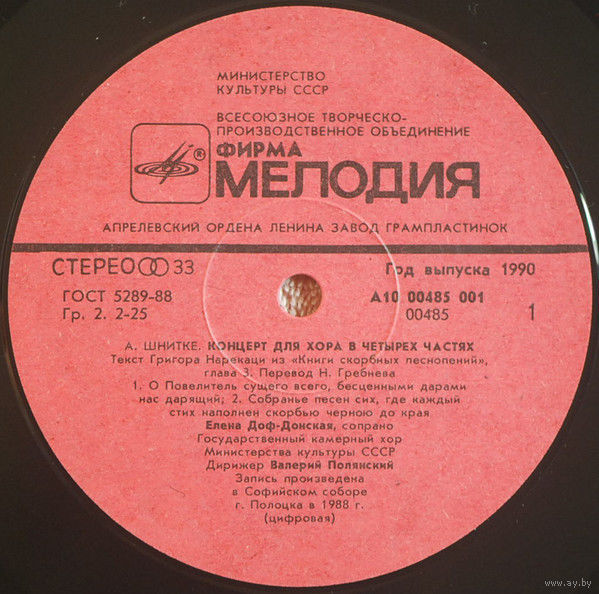 МИНИСТЕРСТВО
КУЛЬТУРЫ СССР
ВСЕСОЮЗНОЕ ТВОРЧЕСКО-
ПРОИЗВОДСТВЕННОЕ ОБЪЕДИНЕНИЕ
®
ФИРМА
МЕЛОДИЯ
АПРЕЛЕВСКИЙ ОРДЕНА ЛЕНИНА ЗАВОД ГРАМПЛАСТИНОК
СТЕРЕО 33
Год выпуска 1990
ГОСТ 5289-88
А10 00485 001
Гр. 2. 2-25
00485
1
А. ШНИТКЕ. КОНЦЕРТ ДЛЯ ХОРА В ЧЕТЫРЕХ ЧАСТЯХ
Текст Григора Нарекаци из «Книги скорбных песнопений»,
глава 3. Перевод Н. Гребнева
1. О Повелитель сущего всего, бесценными дарами
нас дарящий; 2. Собранье песен сих, где каждый
стих наполнен скорбью черною до края
Елена Доф-Донская, сопрано
Государственный камерный хор
Министерства культуры СССР
Дирижер Валерий Полянский
Запись произведена
в Софийском соборе
г. Полоцка в 1988 г.
(цифровая)
www.ay.by